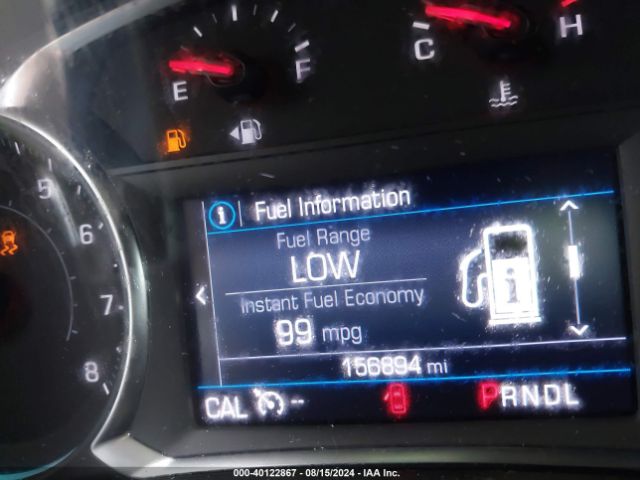 E F
C H
5
6
7
8
Fuel Information
Fuel Range
LOW
Instant Fuel Economy
99 mpg
156894 mi
CAL -- PRNDL
000-40122867 - 08/15/2024 - IAA Inc.